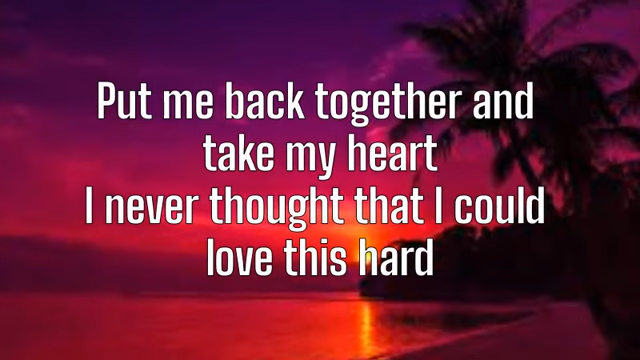 Put me back together and
take my heart
I never thought that I could
love this hard